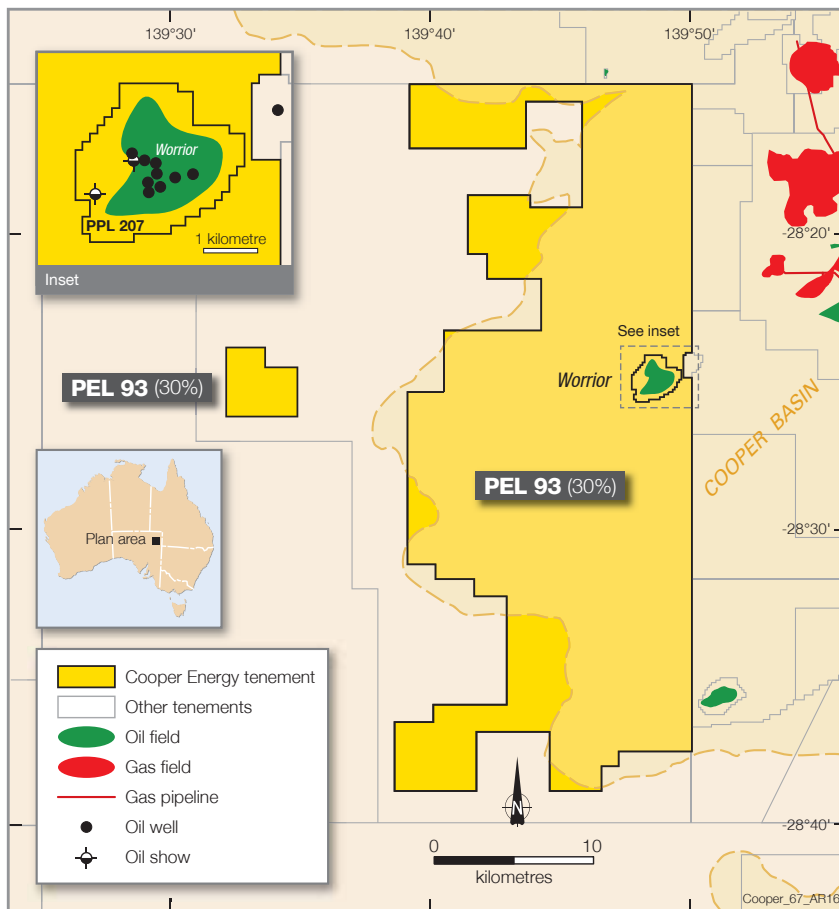 139°30'
139°40'
139°50'
Worrior
PPL 207
1 kilometre
Inset
-28°20'
See inset
Worrior
PEL 93 (30%)
COOPER BASIN
PEL 93 (30%)
-28°30'
Plan area
Cooper Energy tenement
Other tenements
Oil field
Gas field
Gas pipeline
Oil well
Oil show
N
0 10
kilometres
-28°40'
Cooper_67_AR16